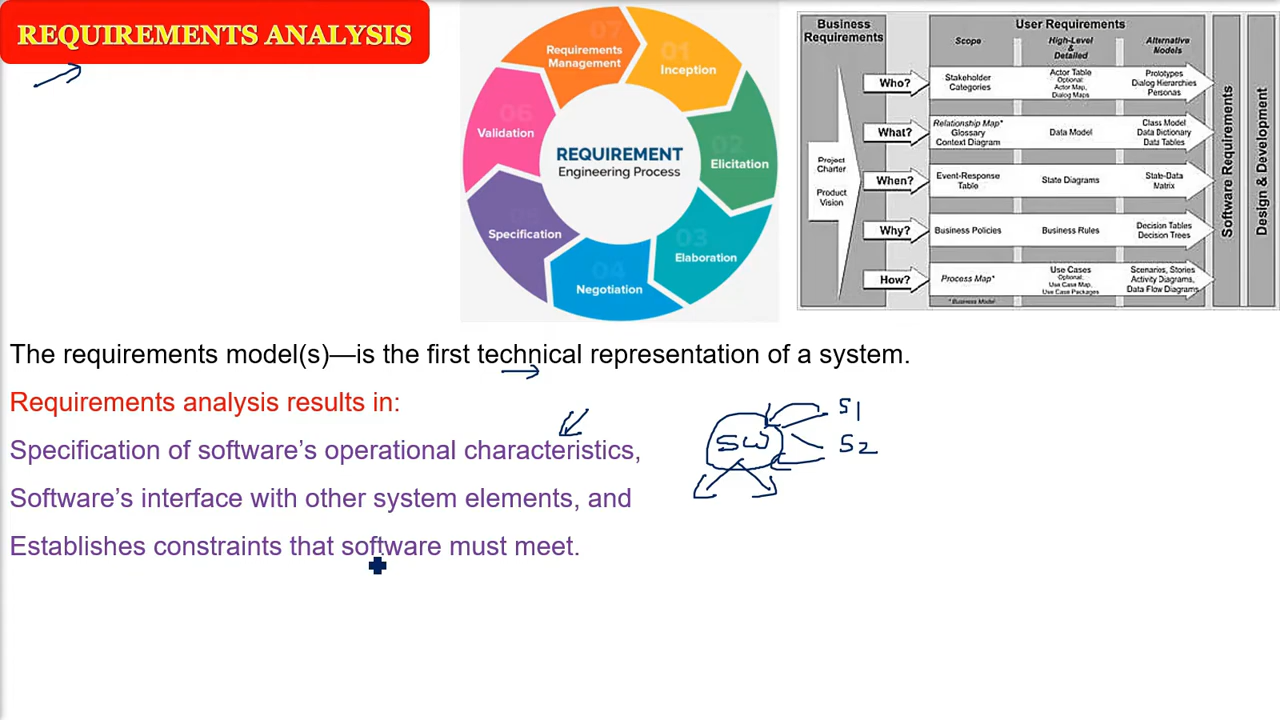 REQUIREMENTS ANALYSIS
07
Requirements
Management
01
Inception
02
Elicitation
03
Elaboration
04
Negotiation
05
Specification
06
Validation
REQUIREMENT
Engineering Process
Business
Requirements
User Requirements
Scope
High-Level
&
Detailed
Alternative
Models
Project
Charter
Product
Vision
Who?
Stakeholder
Categories
Actor Table
Optional:
Actor Map,
Dialog Maps
Prototypes
Dialog Hierarchies
Personas
What?
Relationship Map*
Glossary
Context Diagram
Data Model
Class Model
Data Dictionary
Data Tables
When?
Event-Response
Table
State Diagrams
State-Data
Matrix
Why?
Business Policies
Business Rules
Decision Tables
Decision Trees
How?
Process Map*
Use Cases
Optional:
Use Case Map,
Use Case Packages
Scenarios, Stories
Activity Diagrams,
Data Flow Diagrams
* Business Model
Software Requirements
Design & Development
The requirements model(s)—is the first technical representation of a system.
Requirements analysis results in:
Specification of software’s operational characteristics,
Software’s interface with other system elements, and
Establishes constraints that software must meet.
SW
S1
S2